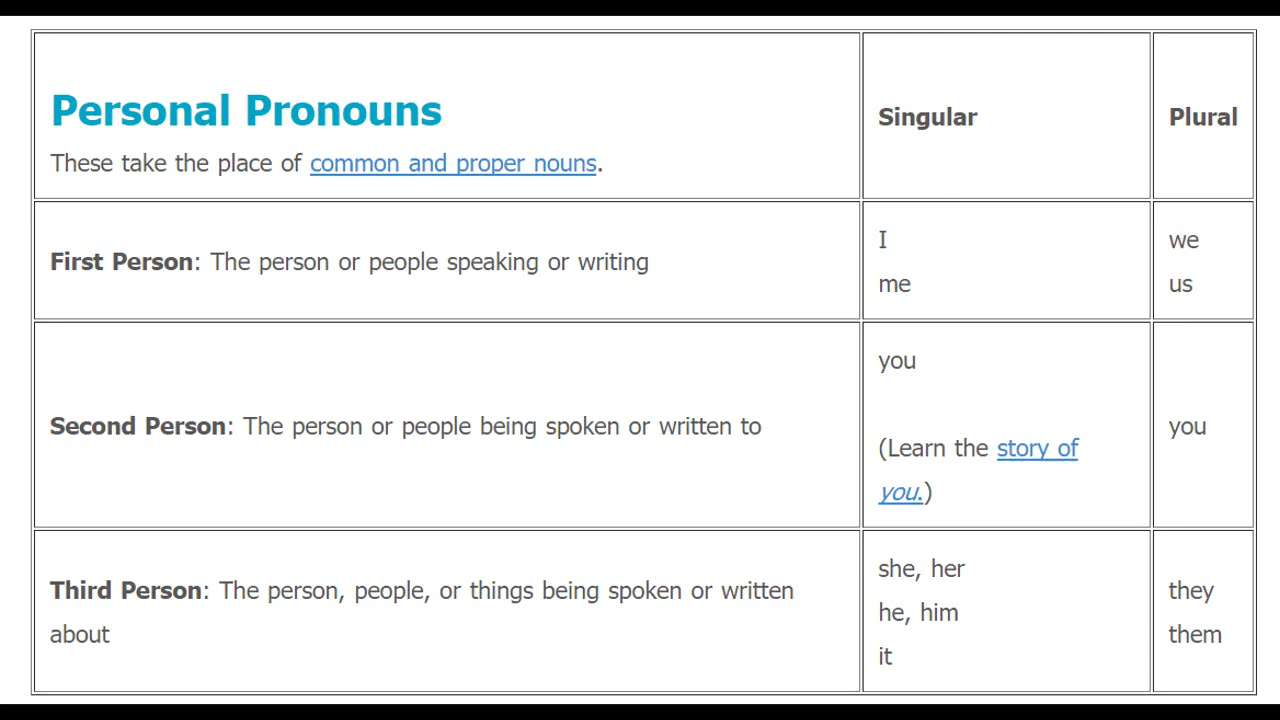 Personal Pronouns
These take the place of common and proper nouns.
Singular
Plural
First Person: The person or people speaking or writing
I
me
we
us
Second Person: The person or people being spoken or written to
you
(Learn the story of
you.)
you
Third Person: The person, people, or things being spoken or written
about
she, her
he, him
it
they
them